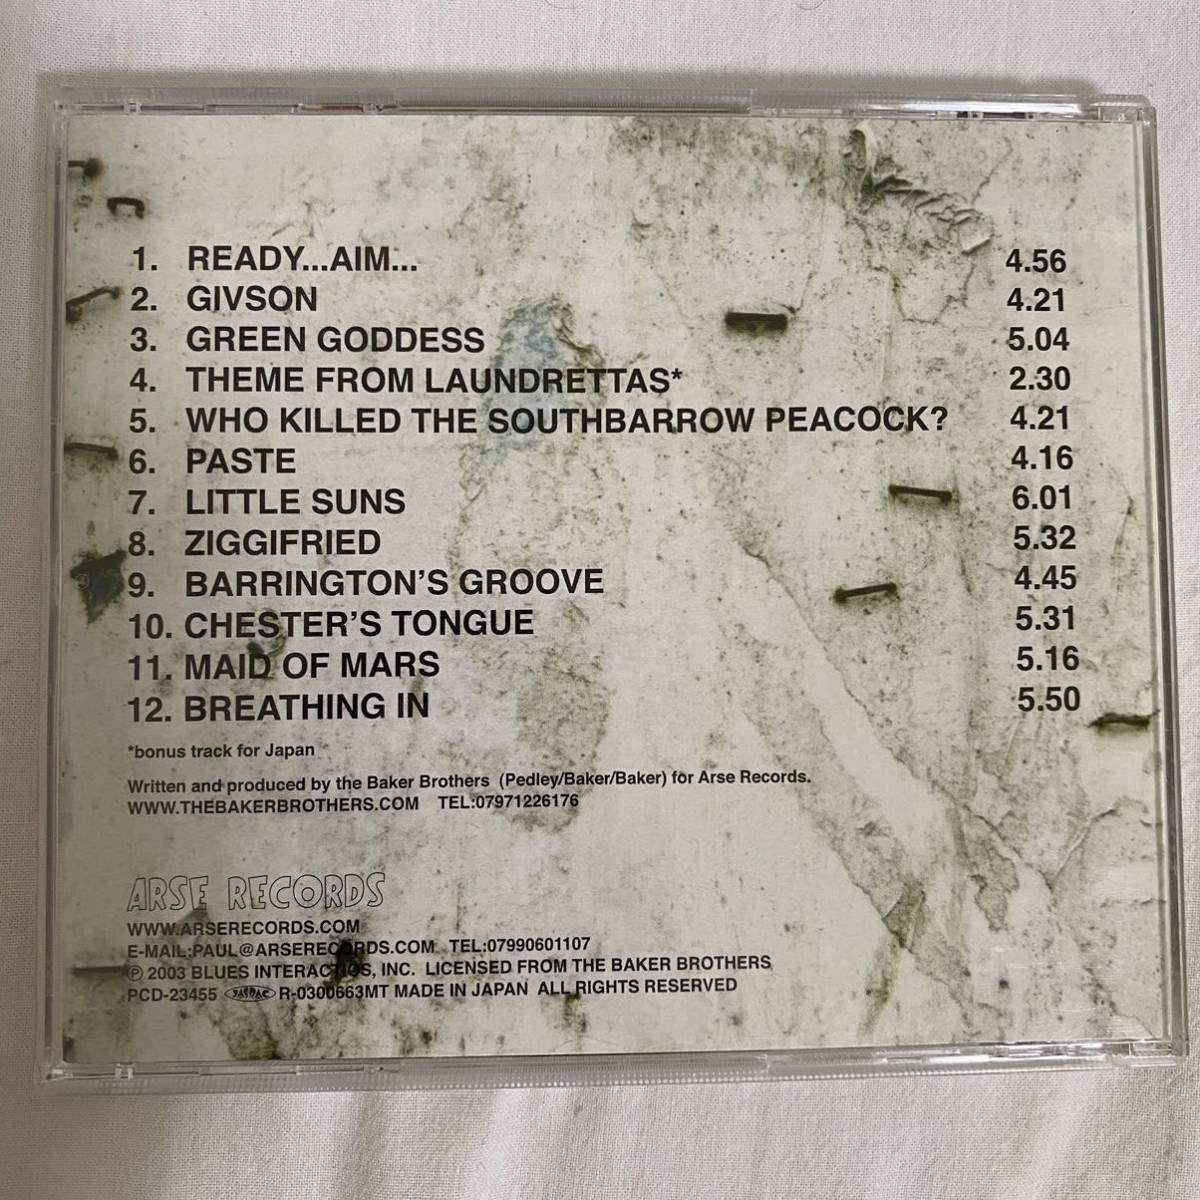 1. READY...AIM... 4.56
2. GIVSON 4.21
3. GREEN GODDESS 5.04
4. THEME FROM LAUNDRETTAS* 2.30
5. WHO KILLED THE SOUTHBARROW PEACOCK? 4.21
6. PASTE 4.16
7. LITTLE SUNS 6.01
8. ZIGGIFRIED 5.32
9. BARRINGTON'S GROOVE 4.45
10. CHESTER'S TONGUE 5.31
11. MAID OF MARS 5.16
12. BREATHING IN 5.50
*bonus track for Japan
Written and produced by the Baker Brothers (Pedley/Baker/Baker) for Arse Records.
WWW.THEBAKERBROTHERS.COM TEL:07971226176
ARSE RECORDS
WWW.ARSERECORDS.COM
E-MAIL:PAUL@ARSERECORDS.COM TEL:07990601107
℗ 2003 BLUES INTERACTIOS, INC. LICENSED FROM THE BAKER BROTHERS
PCD-23455 JASRAC R-0300663MT MADE IN JAPAN ALL RIGHTS RESERVED